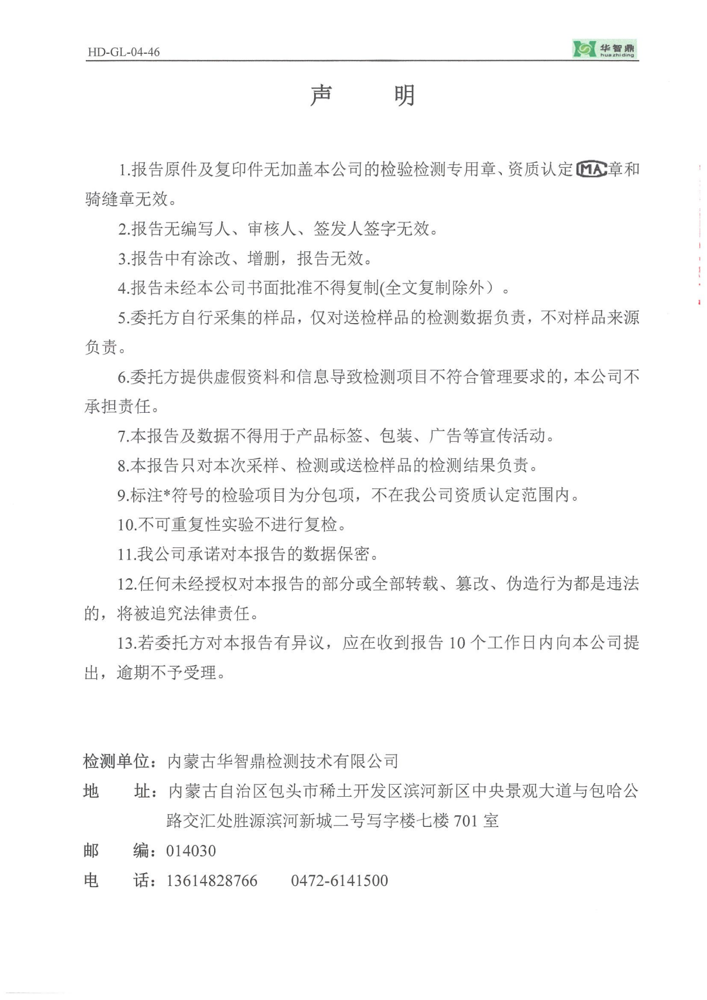 HD-GL-04-46
华智鼎
huazhiding
声 明
1.报告原件及复印件无加盖本公司的检验检测专用章、资质认定MA章和
骑缝章无效。
2.报告无编写人、审核人、签发人签字无效。
3.报告中有涂改、增删，报告无效。
4.报告未经本公司书面批准不得复制(全文复制除外）。
5.委托方自行采集的样品，仅对送检样品的检测数据负责，不对样品来源
负责。
6.委托方提供虚假资料和信息导致检测项目不符合管理要求的，本公司不
承担责任。
7.本报告及数据不得用于产品标签、包装、广告等宣传活动。
8.本报告只对本次采样、检测或送检样品的检测结果负责。
9.标注*符号的检验项目为分包项，不在我公司资质认定范围内。
10.不可重复性实验不进行复检。
11.我公司承诺对本报告的数据保密。
12.任何未经授权对本报告的部分或全部转载、篡改、伪造行为都是违法
的，将被追究法律责任。
13.若委托方对本报告有异议，应在收到报告 10 个工作日内向本公司提
出，逾期不予受理。
检测单位：内蒙古华智鼎检测技术有限公司
地 址：内蒙古自治区包头市稀土开发区滨河新区中央景观大道与包哈公
路交汇处胜源滨河新城二号写字楼七楼 701 室
邮 编：014030
电 话：13614828766 0472-6141500